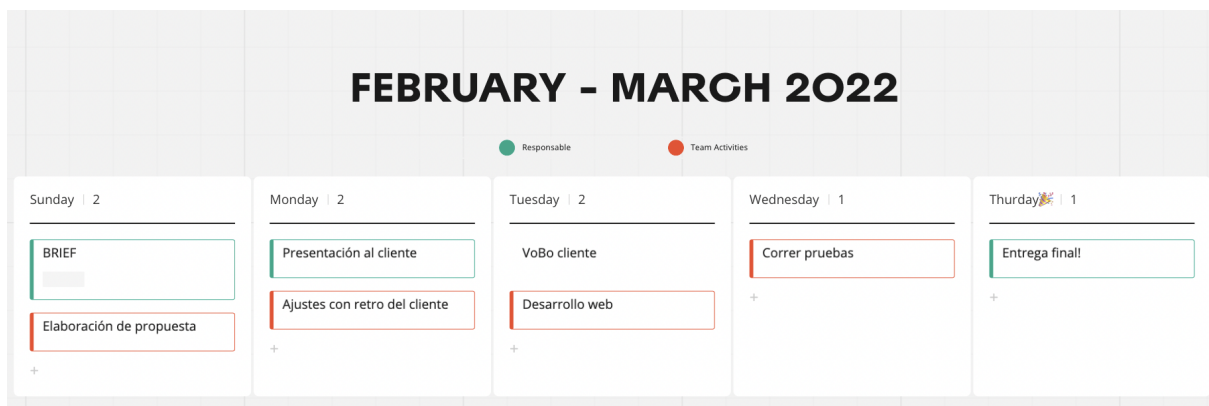 FEBRUARY - MARCH 2022
Responsable
Team Activities
Sunday | 2
BRIEF
Elaboración de propuesta
+
Monday | 2
Presentación al cliente
Ajustes con retro del cliente
+
Tuesday | 2
VoBo cliente
Desarrollo web
+
Wednesday | 1
Correr pruebas
+
Thurday🎉 | 1
Entrega final!
+